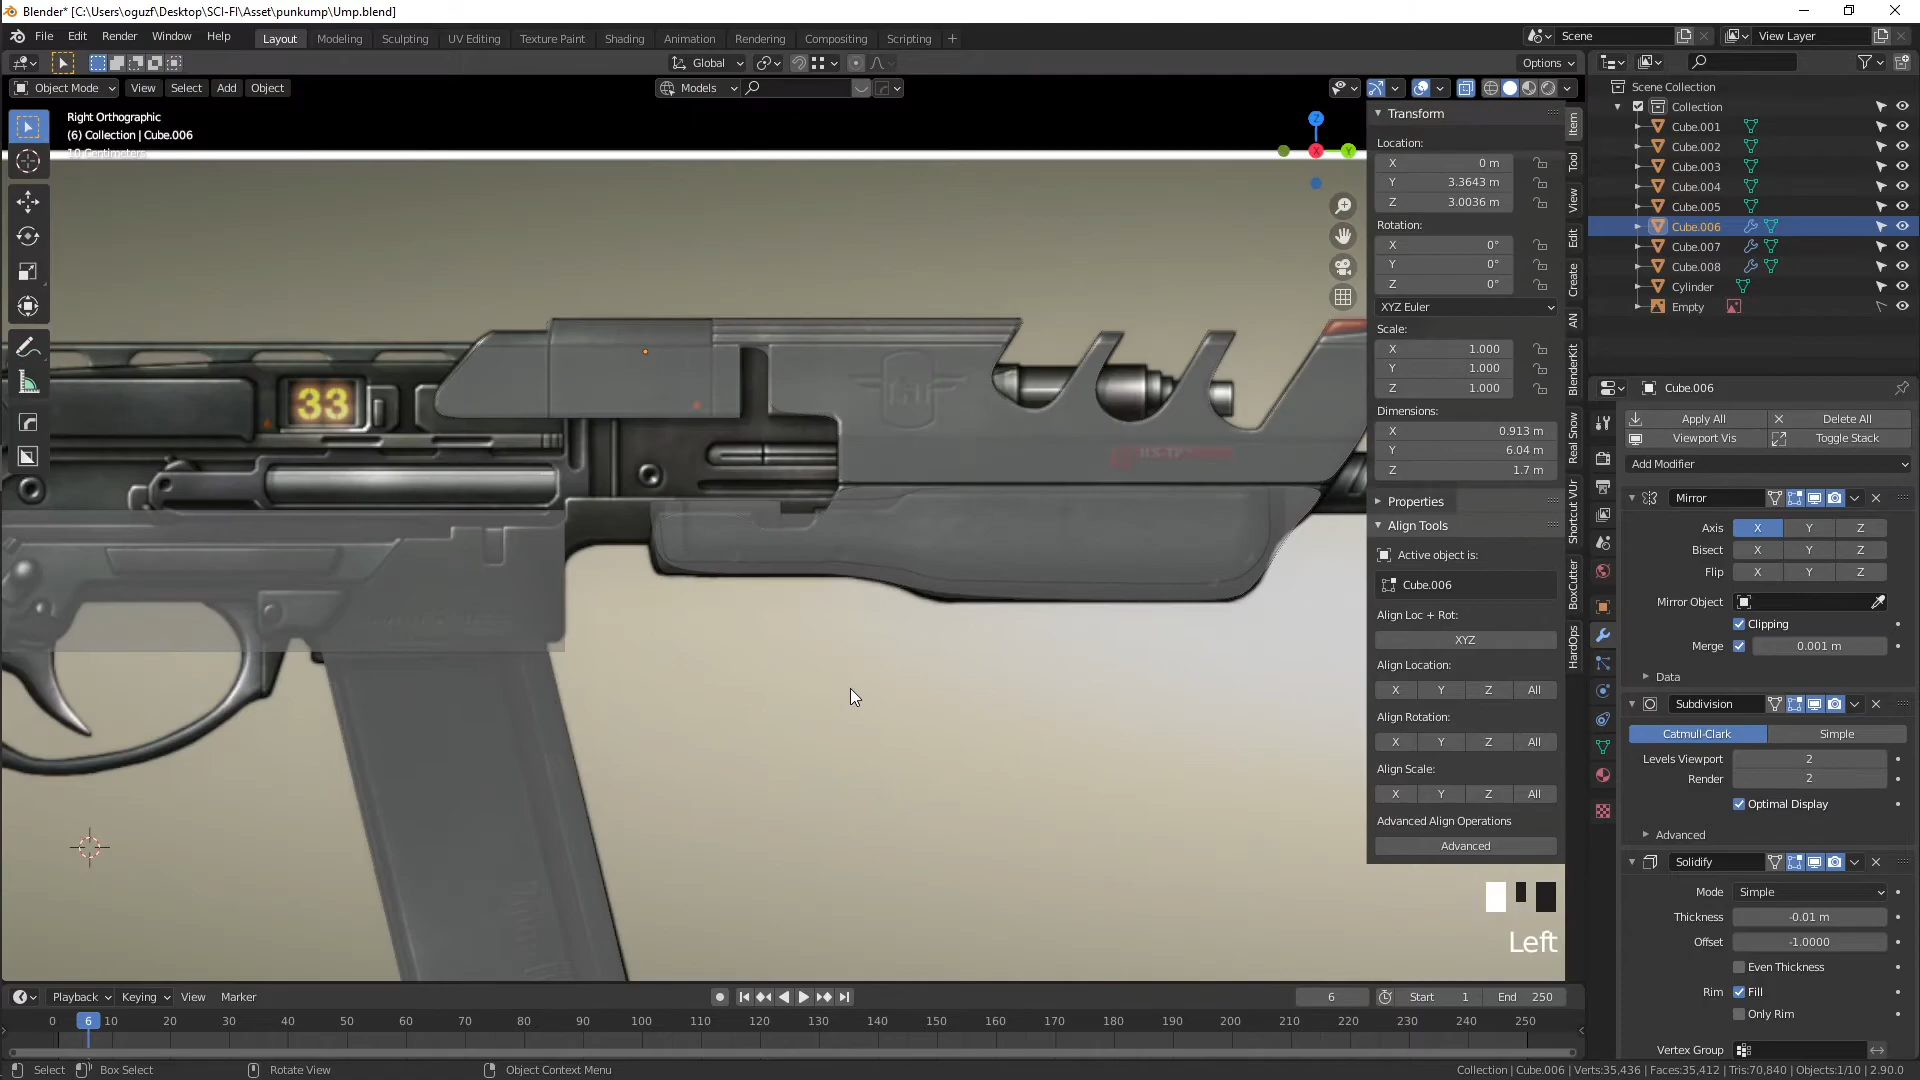 Blender* [C:\Users\oguzf\Desktop\SCI-FI\Asset\punkump\Ump.blend]
File Edit Render Window Help
Layout Modeling Sculpting UV Editing Texture Paint Shading Animation Rendering Compositing Scripting +
Scene View Layer
Global Options
Object Mode View Select Add Object Models
Right Orthographic
(6) Collection | Cube.006
10 Centimeters
Z
Y
X
33
Transform
Location:
X 0 m
Y 3.3643 m
Z 3.0036 m
Rotation:
X 0°
Y 0°
Z 0°
XYZ Euler
Scale:
X 1.000
Y 1.000
Z 1.000
Dimensions:
X 0.913 m
Y 6.04 m
Z 1.7 m
Properties
Align Tools
Active object is:
Cube.006
Align Loc + Rot:
XYZ
Align Location:
X Y Z All
Align Rotation:
X Y Z All
Align Scale:
X Y Z All
Advanced Align Operations
Advanced
Item
Tool
View
Edit
Create
AN
BlenderKit
Real Snow
Shortcut VUr
BoxCutter
HardOps
Left
Scene Collection
Collection
Cube.001
Cube.002
Cube.003
Cube.004
Cube.005
Cube.006
Cube.007
Cube.008
Cylinder
Empty
Cube.006
Apply All Delete All
Viewport Vis Toggle Stack
Add Modifier
Mirror
Axis X Y Z
Bisect X Y Z
Flip X Y Z
Mirror Object
Clipping
Merge 0.001 m
Data
Subdivision
Catmull-Clark Simple
Levels Viewport 2
Render 2
Optimal Display
Advanced
Solidify
Mode Simple
Thickness -0.01 m
Offset -1.0000
Even Thickness
Rim Fill
Only Rim
Vertex Group
Playback Keying View Marker
6 Start 1 End 250
0 6 10 20 30 40 50 60 70 80 90 100 110 120 130 140 150 160 170 180 190 200 210 220 230 240 250
Select Box Select Rotate View Object Context Menu
Collection | Cube.006 | Verts:35,436 | Faces:35,412 | Tris:70,840 | Objects:1/10 | 2.90.0